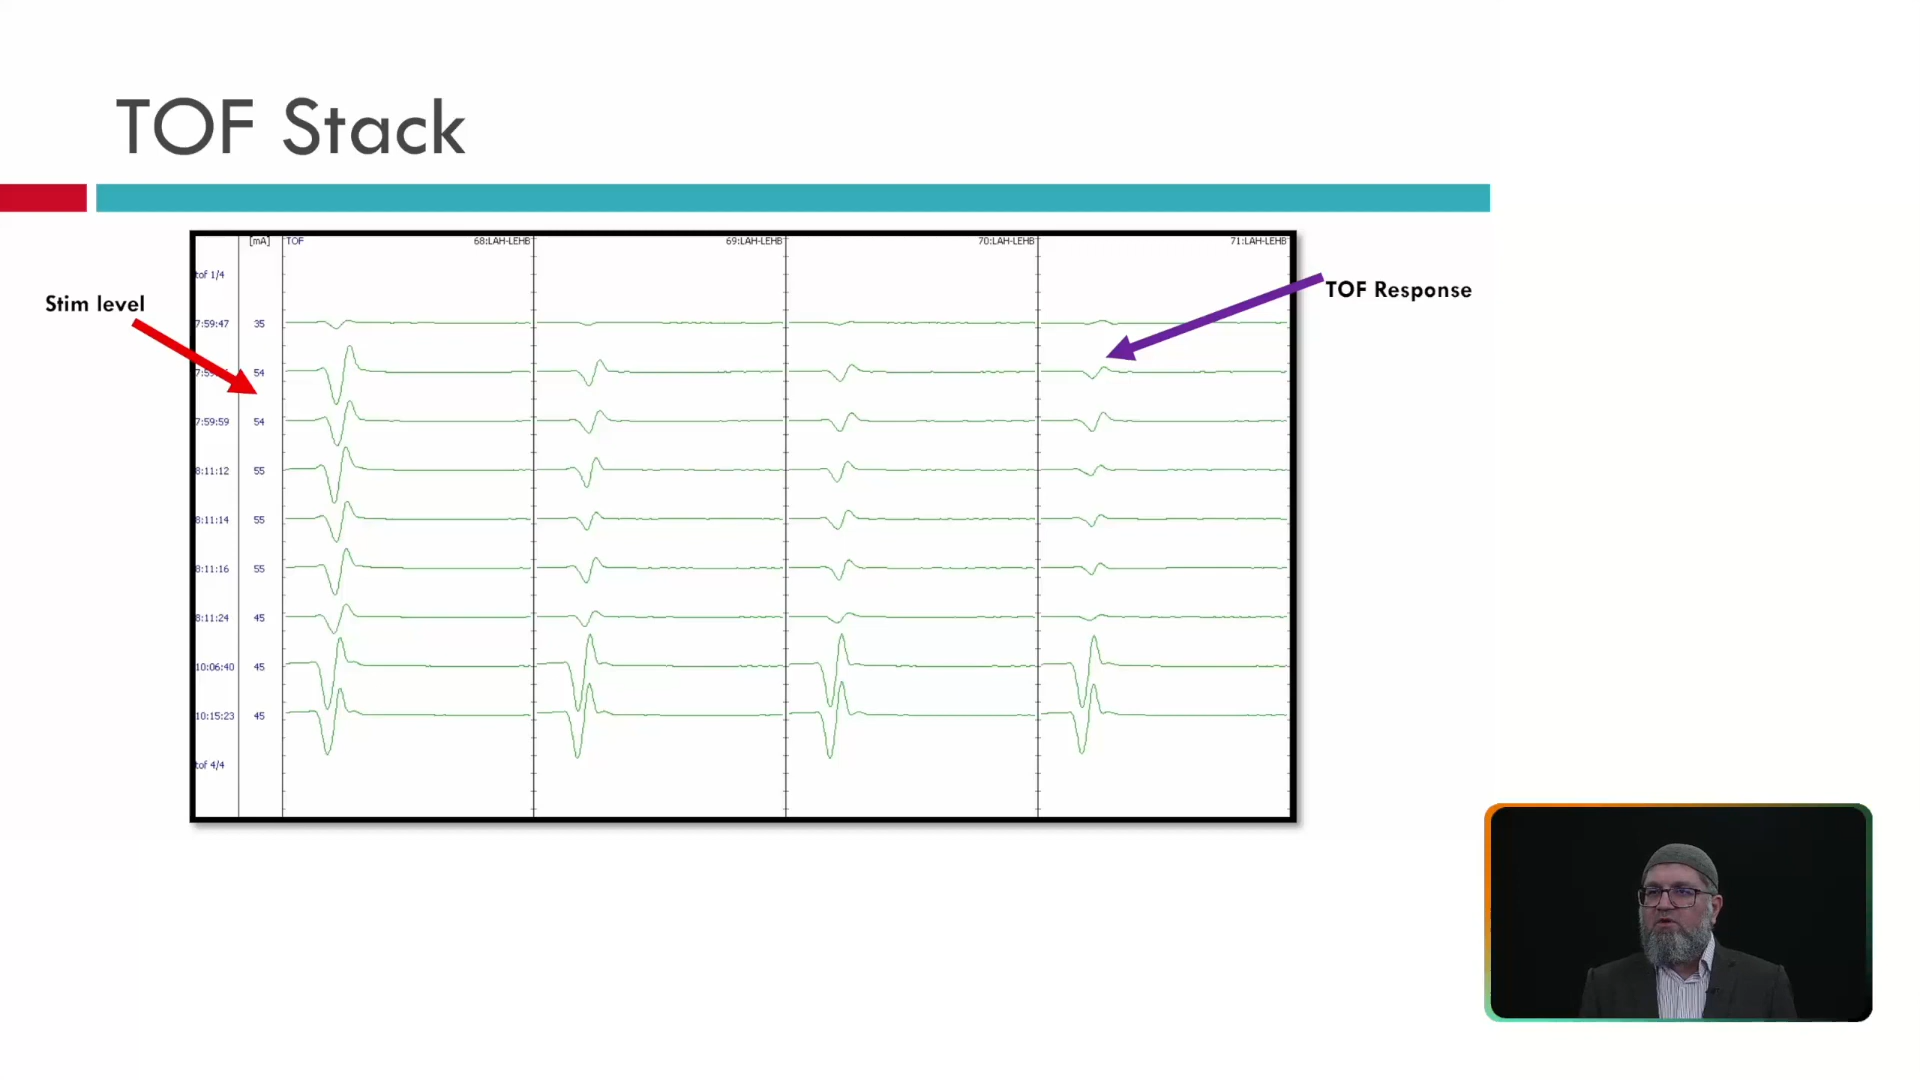 TOF Stack
[mA] TOF 68:LAH-LEHB 69:LAH-LEHB 70:LAH-LEHB 71:LAH-LEHB
tof 1/4
Stim level
TOF Response
7:59:47 35
54
7:59:59 54
8:11:12 55
8:11:14 55
8:11:16 55
8:11:24 45
10:06:40 45
10:15:23 45
tof 4/4